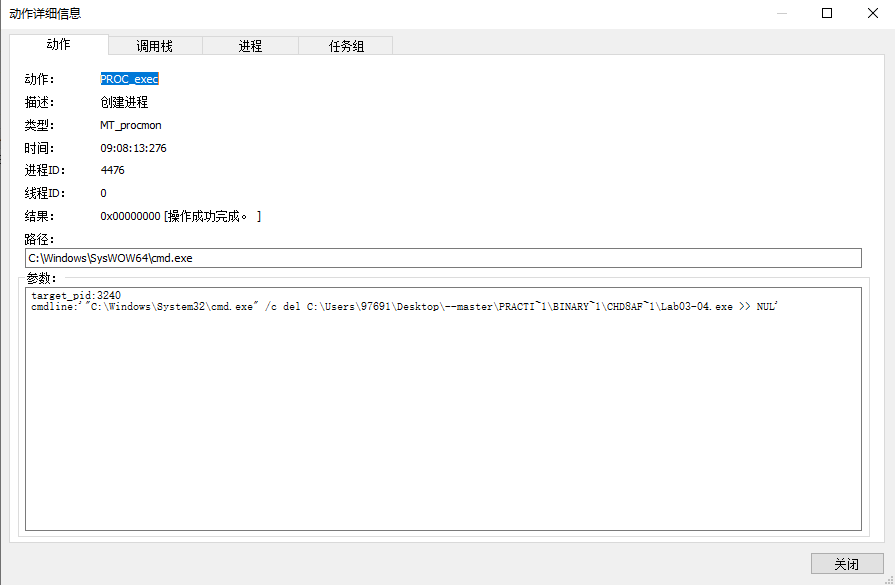 动作详细信息
动作 调用栈 进程 任务组
动作: PROC_exec
描述: 创建进程
类型: MT_procmon
时间: 09:08:13:276
进程ID: 4476
线程ID: 0
结果: 0x00000000 [操作成功完成。 ]
路径:
C:\Windows\SysWOW64\cmd.exe
参数:
target_pid:3240
cmdline:'"C:\Windows\System32\cmd.exe" /c del C:\Users\97691\Desktop\--master\PRACTI~1\BINARY~1\CHD8AF~1\Lab03-04.exe >> NUL'
关闭